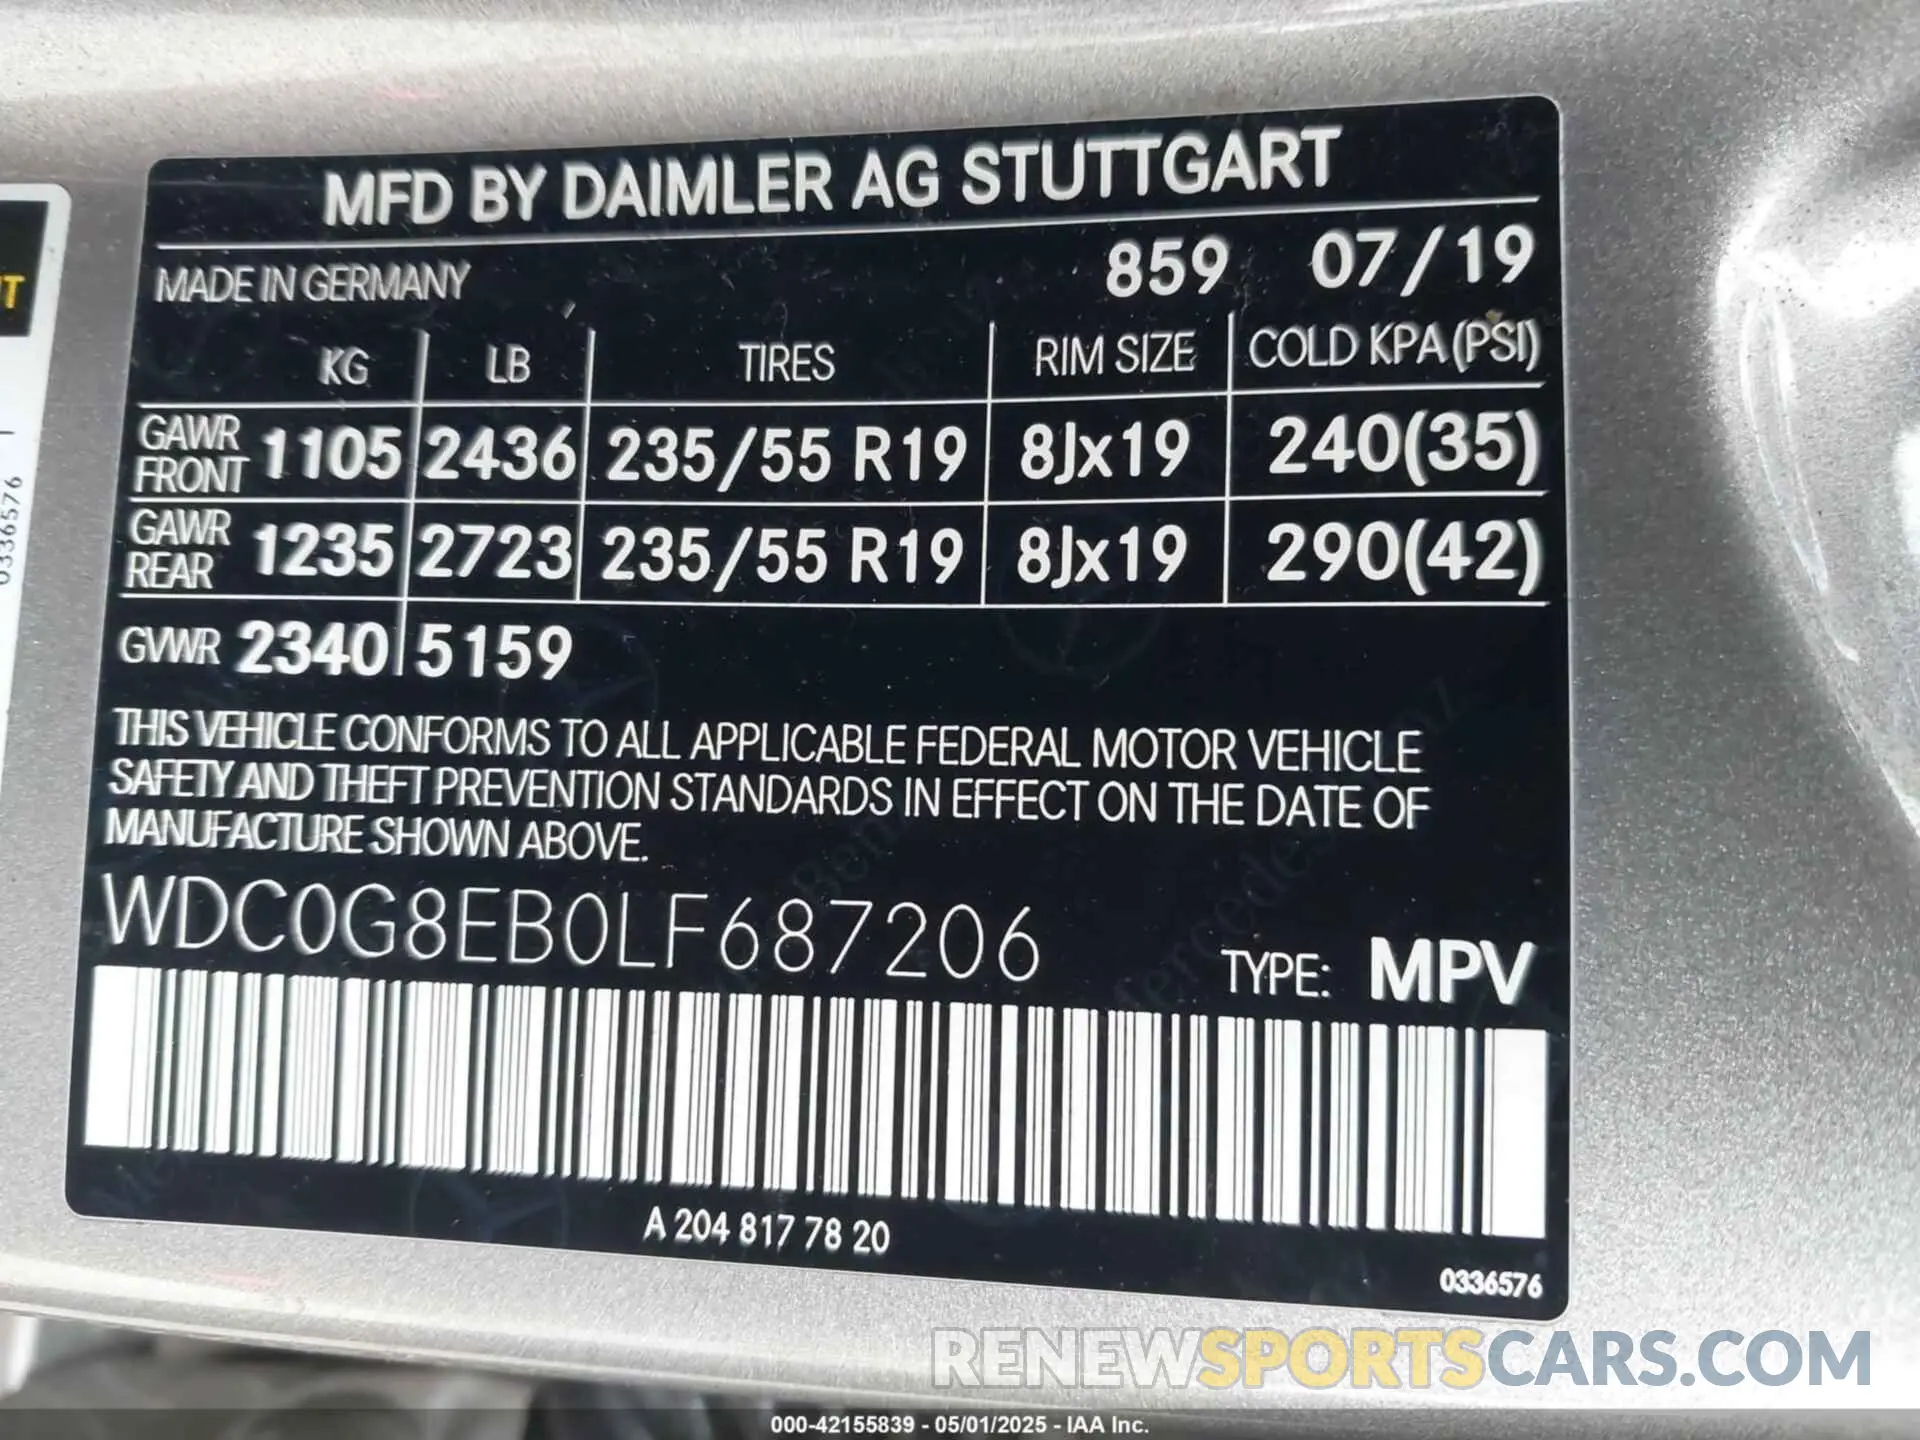 MFD BY DAIMLER AG STUTTGART
MADE IN GERMANY 859 07/19
KG LB TIRES RIM SIZE COLD KPA(PSI)
GAWR FRONT 1105 2436 235/55 R19 8Jx19 240(35)
GAWR REAR 1235 2723 235/55 R19 8Jx19 290(42)
GVWR 2340 5159
THIS VEHICLE CONFORMS TO ALL APPLICABLE FEDERAL MOTOR VEHICLE
SAFETY AND THEFT PREVENTION STANDARDS IN EFFECT ON THE DATE OF
MANUFACTURE SHOWN ABOVE.
WDC0G8EB0LF687206
TYPE: MPV
A 204 817 78 20
0336576
0336576
RENEWSPORTSCARS.COM
000-42155839 - 05/01/2025 - IAA Inc.